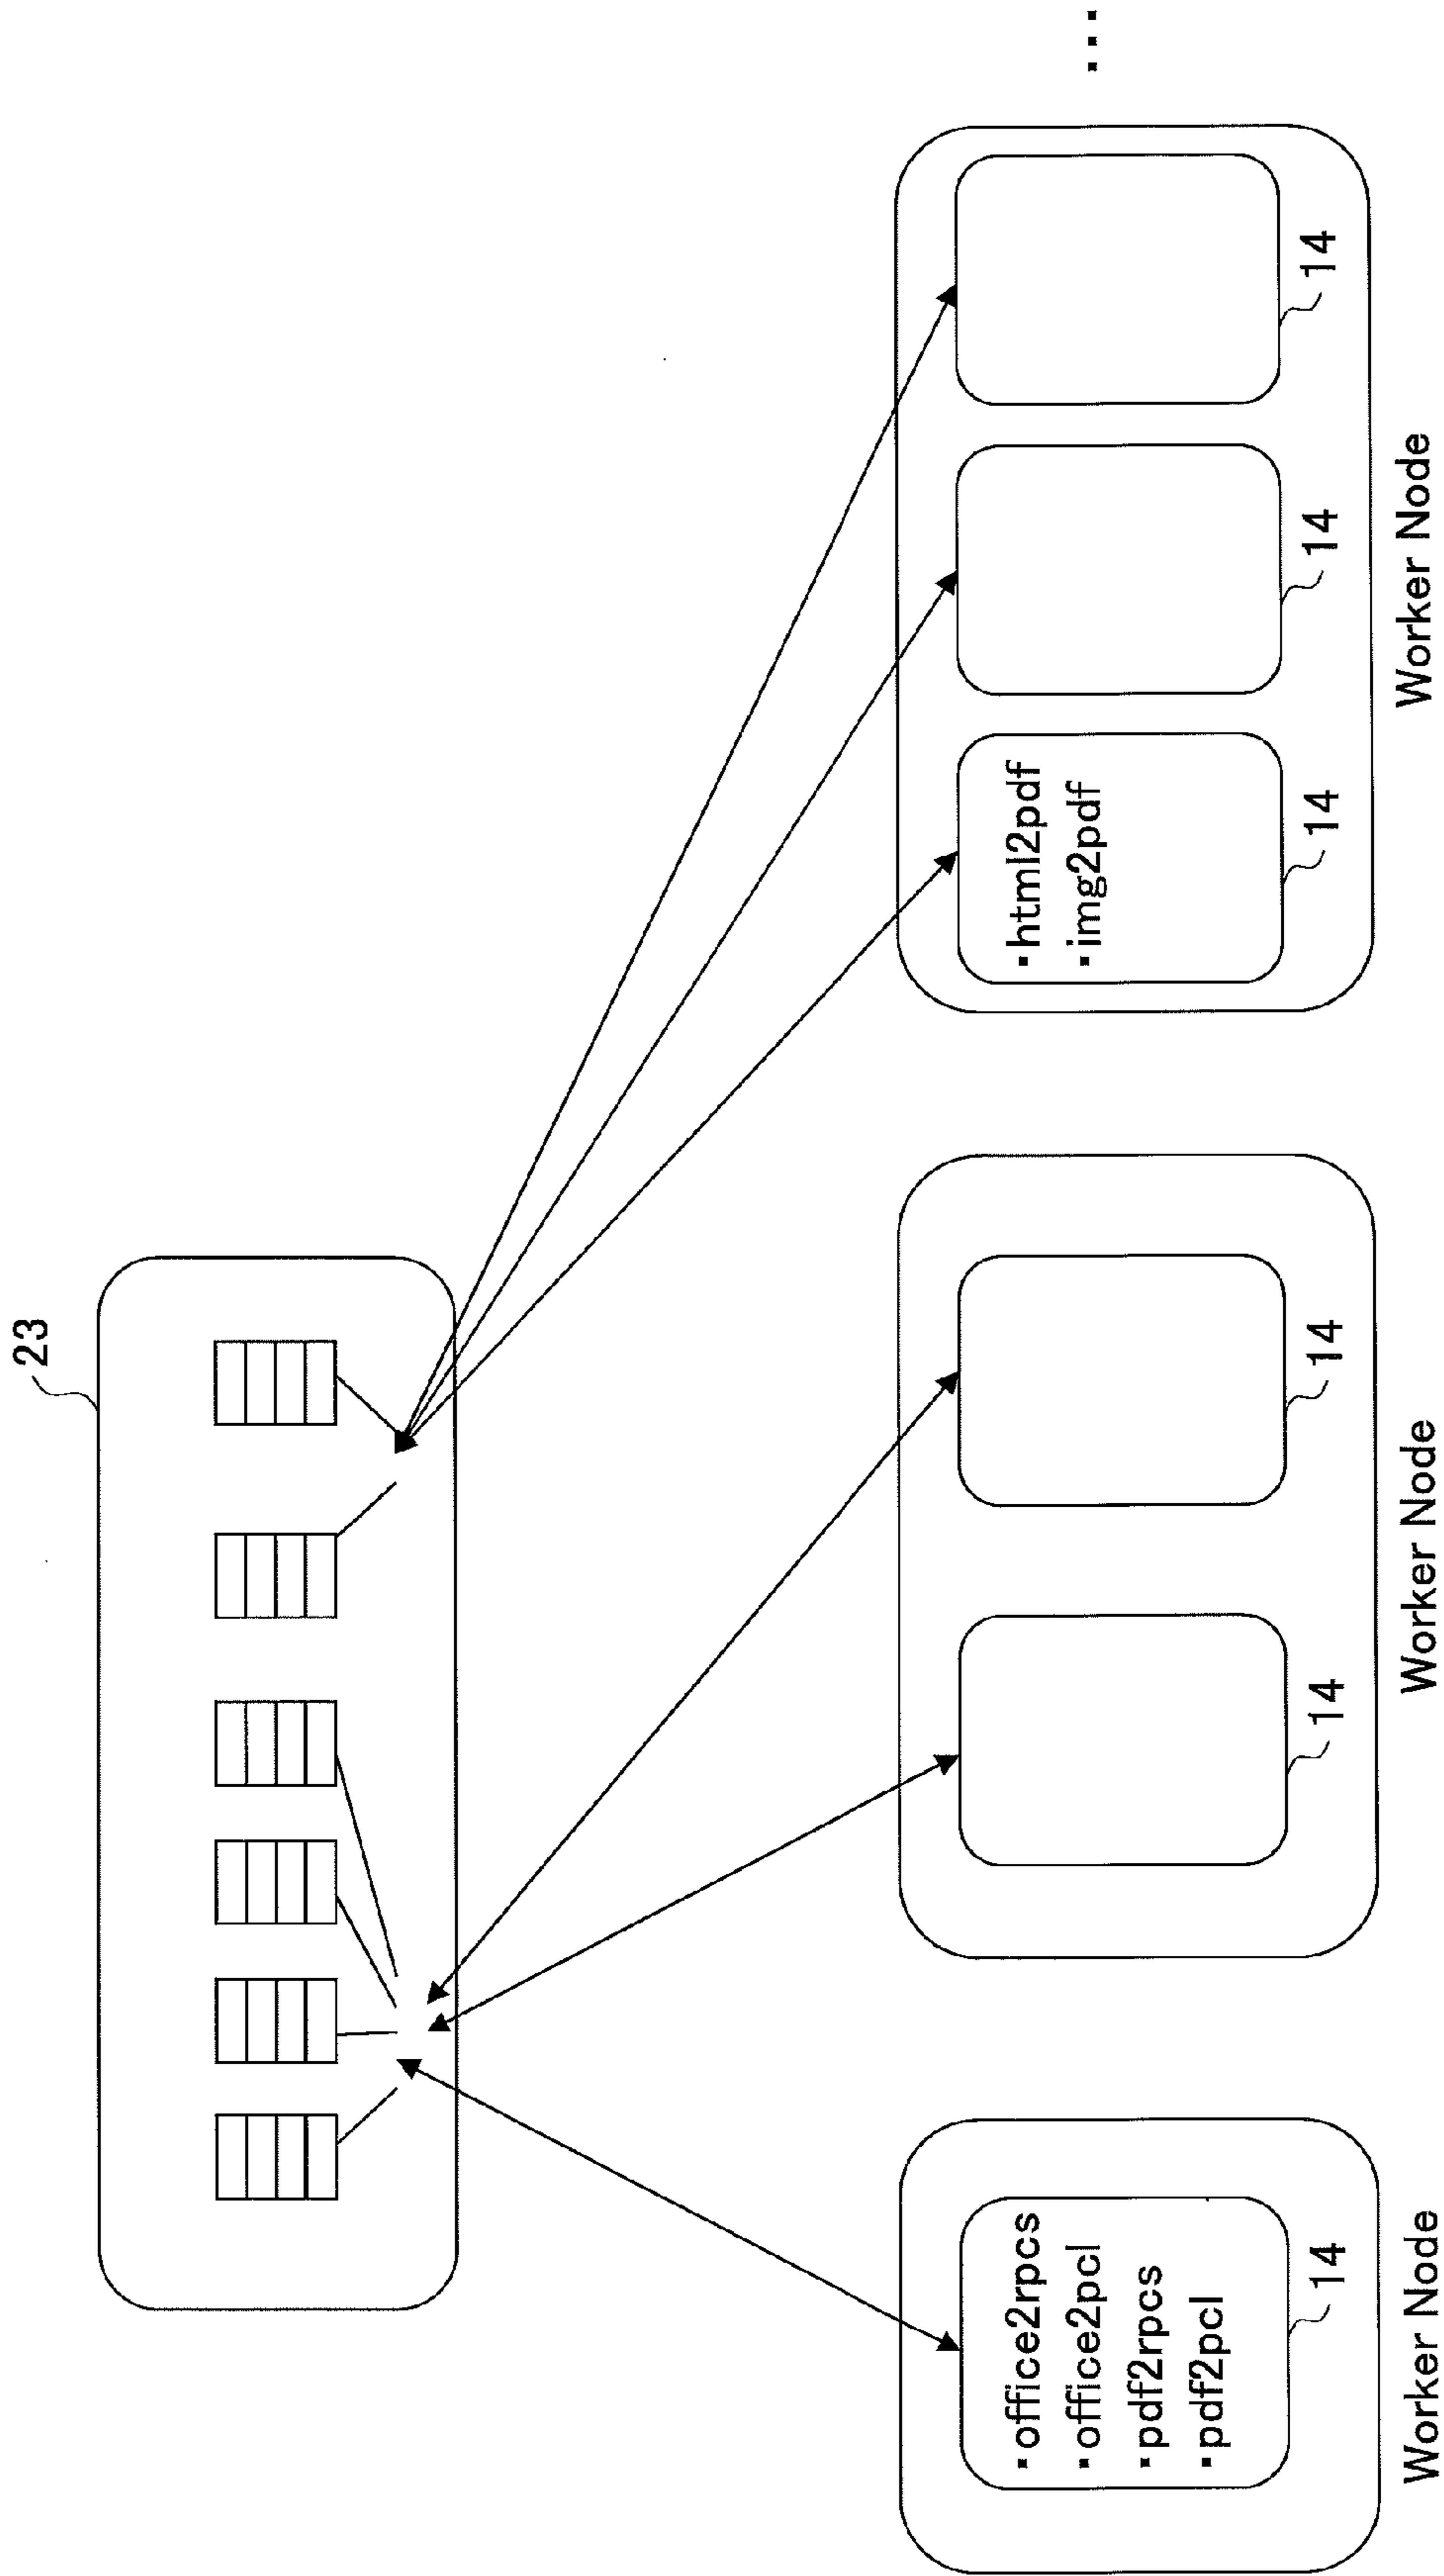 23
▪office2rpcs
▪office2pcl
▪pdf2rpcs
▪pdf2pcl
14
Worker Node
14
14
Worker Node
▪html2pdf
▪img2pdf
14
14
14
Worker Node
...